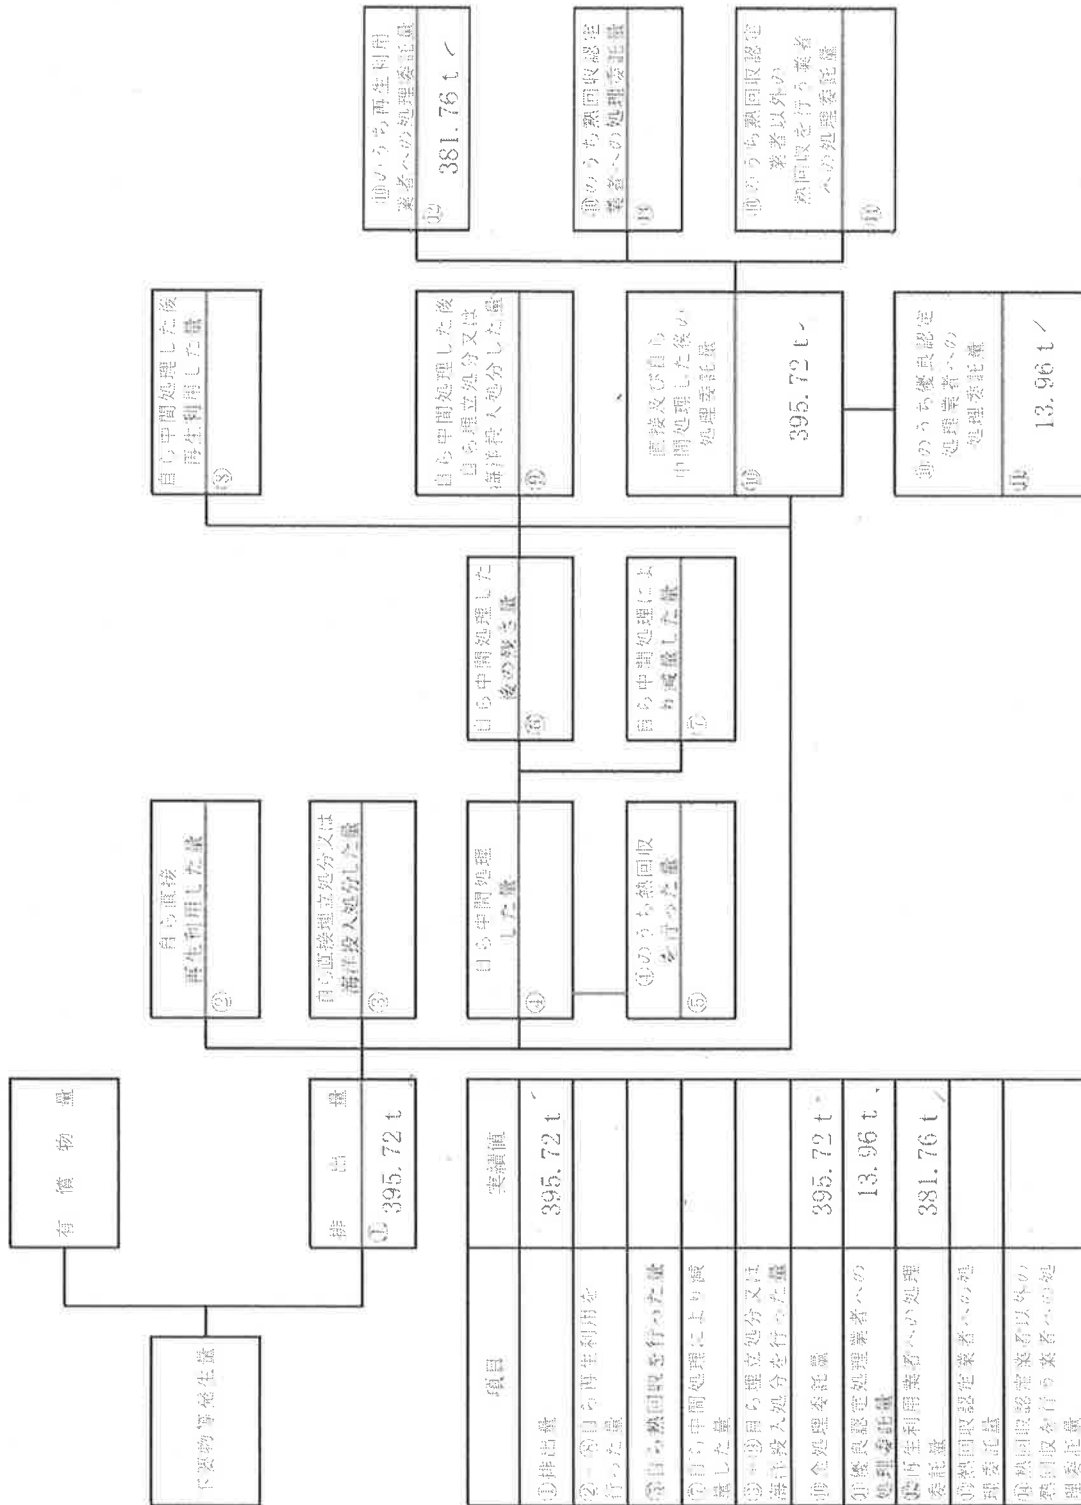 不要物等発生量
有償物量
排出量
① 395.72 t
自ら直接
再生利用した量
②
自ら直接埋立処分又は
海洋投入処分した量
③
自ら中間処理
した量
④
④のうち熱回収
を行った量
⑤
自ら中間処理した
後の残さ量
⑥
自ら中間処理によ
り減量した量
⑦
自ら中間処理した後
再生利用した量
⑧
自ら中間処理した後
自ら埋立処分又は
海洋投入処分した量
⑨
直接及び自ら
中間処理した後の
処理委託量
⑩
395.72 t
⑩のうち優良認定
処理業者への
処理委託量
⑪
13.96 t
⑩のうち再生利用
業者への処理委託量
⑫
381.76 t
⑩のうち熱回収認定
業者への処理委託量
⑬
⑩のうち熱回収認定
業者以外の
熱回収を行う業者
への処理委託量
⑭
項目 実績値
①排出量 395.72 t
②+⑧自ら再生利用を
行った量
⑤自ら熱回収を行った量
⑦自ら中間処理により減
量した量
③+⑨自ら埋立処分又は
海洋投入処分を行った量
⑩全処理委託量 395.72 t
⑪優良認定処理業者への
処理委託量 13.96 t
⑫再生利用業者への処理
委託量 381.76 t
⑬熱回収認定業者への処
理委託量
⑭熱回収認定業者以外の
熱回収を行う業者への処
理委託量